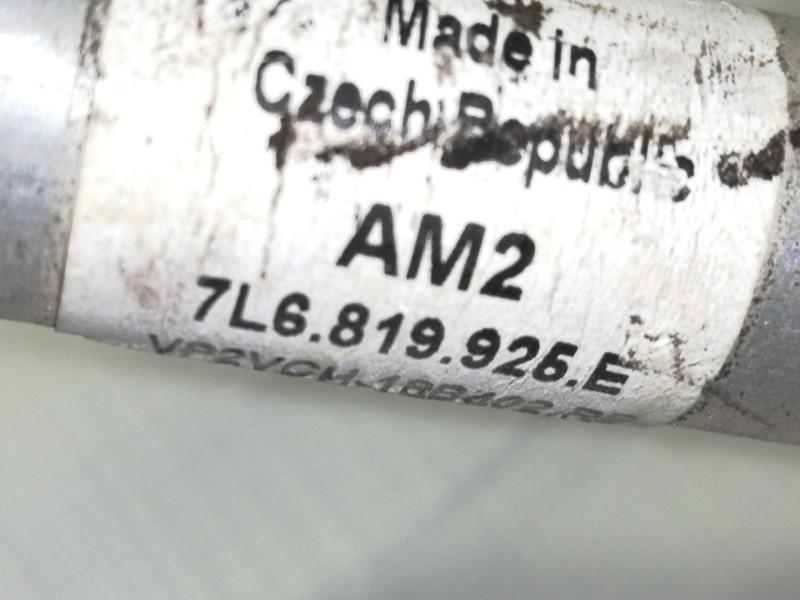 Made in
Czech Republic
AM2
7L6.819.925.E